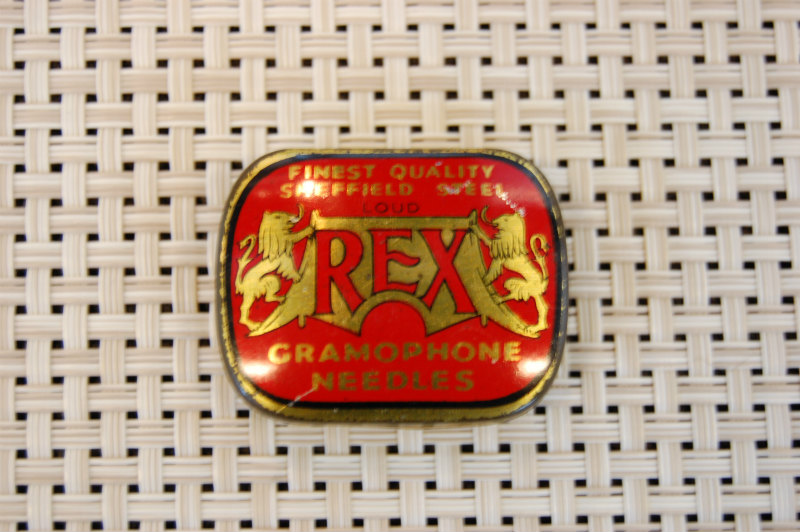 FINEST QUALITY
SHEFFIELD STEEL
LOUD
REX
GRAMOPHONE
NEEDLES